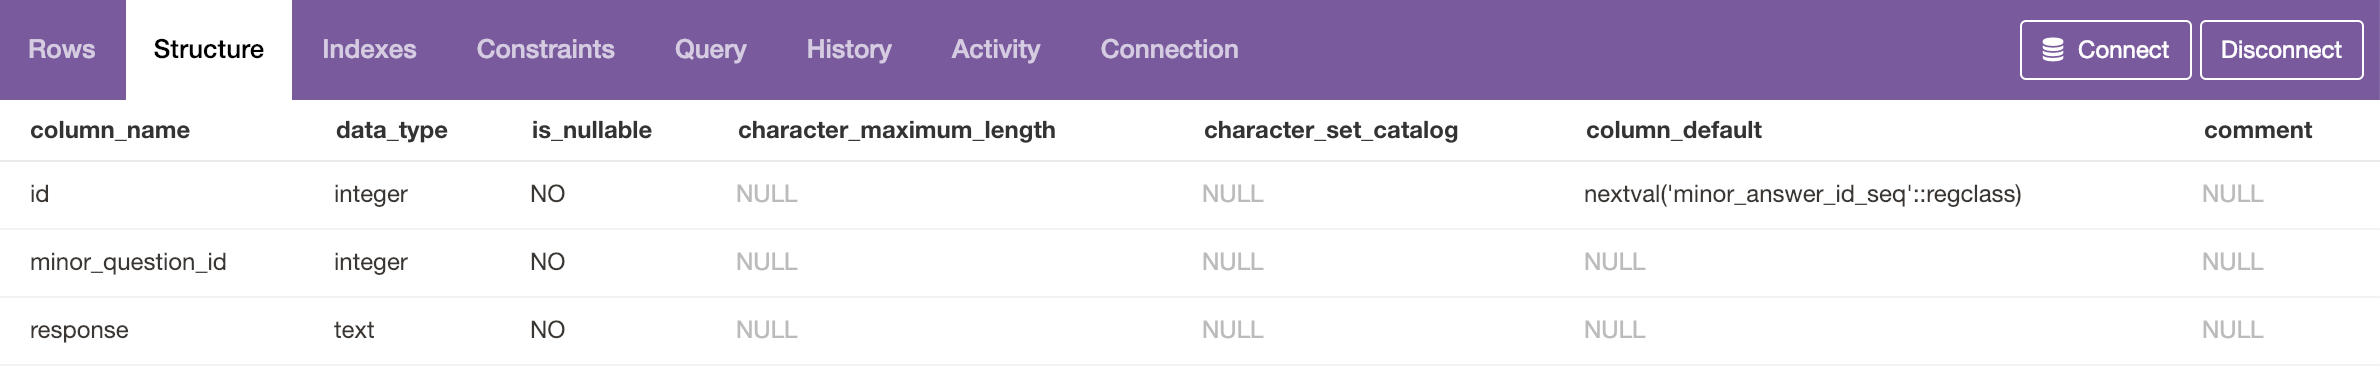 Rows Structure Indexes Constraints Query History Activity Connection Connect Disconnect
column_name data_type is_nullable character_maximum_length character_set_catalog column_default comment
id integer NO NULL NULL nextval('minor_answer_id_seq'::regclass) NULL
minor_question_id integer NO NULL NULL NULL NULL
response text NO NULL NULL NULL NULL